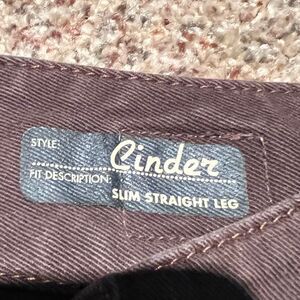 STYLE: Cinder
FIT DESCRIPTION: SLIM STRAIGHT LEG